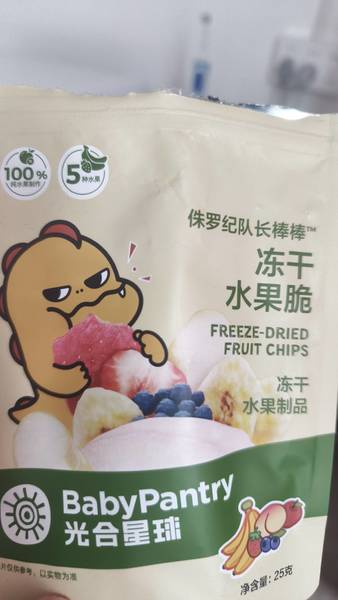 100%
纯水果制作
5种水果
侏罗纪队长棒棒™
冻干
水果脆
FREEZE-DRIED
FRUIT CHIPS
冻干
水果制品
BabyPantry
光合星球
片仅供参考，以实物为准
净含量：25克